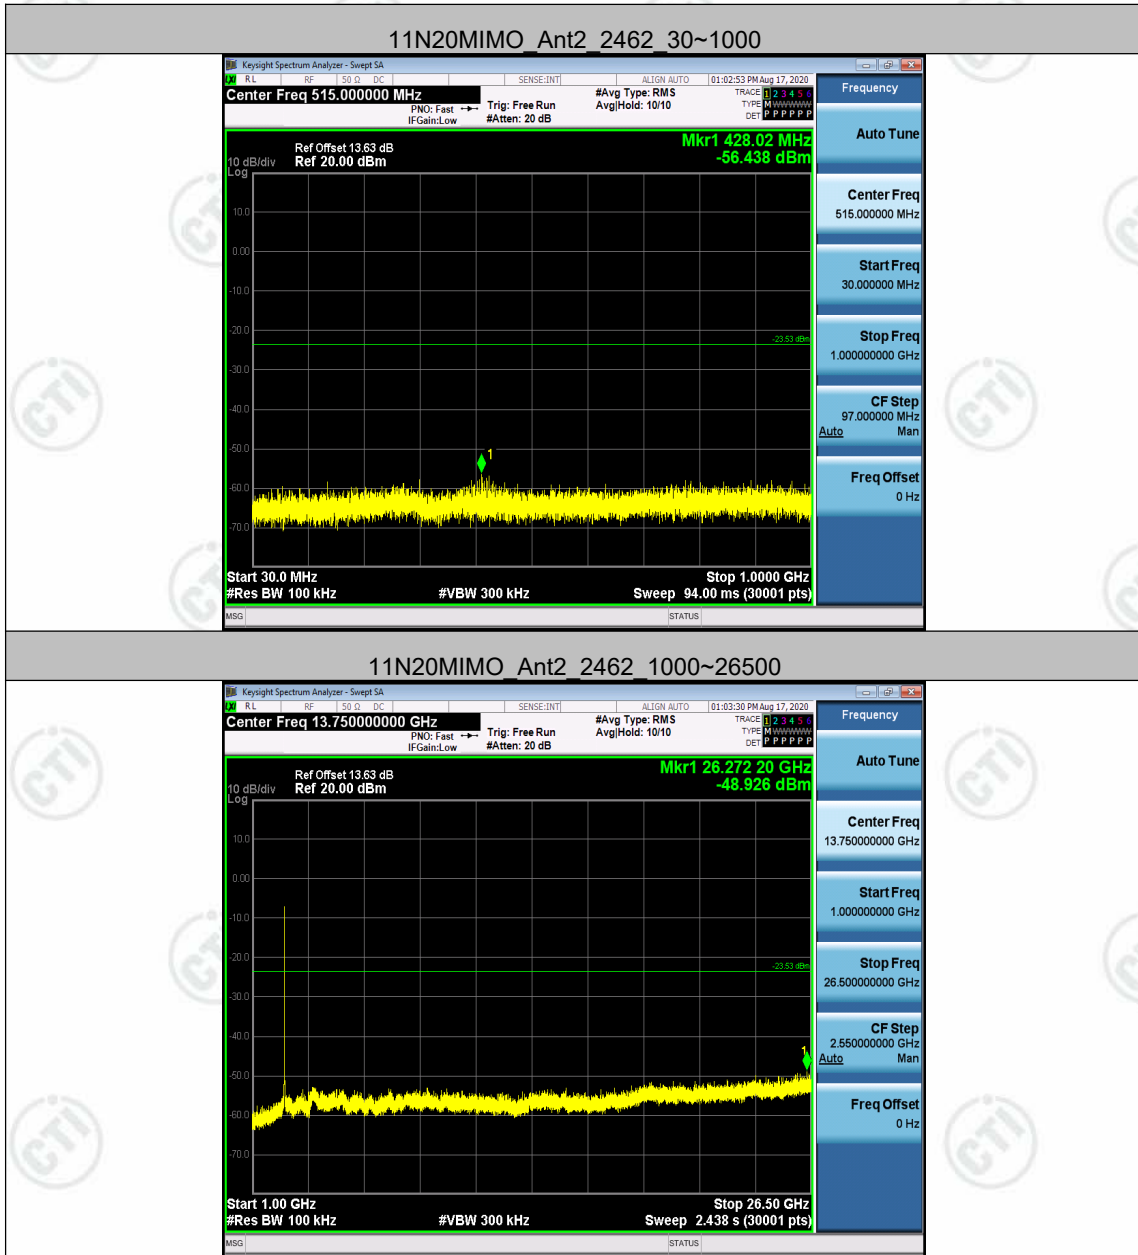 11N20MIMO_Ant2_2462_30~1000
Keysight Spectrum Analyzer - Swept SA
LXI RL RF 50 Ω DC SENSE:INT ALIGN AUTO 01:02:53 PM Aug 17, 2020
Center Freq 515.000000 MHz
PNO: Fast
IFGain:Low
Trig: Free Run
#Atten: 20 dB
#Avg Type: RMS
Avg|Hold: 10/10
TRACE 1 2 3 4 5 6
TYPE M W W W W W
DET P P P P P P
Ref Offset 13.63 dB
10 dB/div Ref 20.00 dBm
Log
Mkr1 428.02 MHz
-56.438 dBm
10.0
0.00
-10.0
-20.0
-23.53 dBm
-30.0
-40.0
-50.0
1
-60.0
-70.0
Start 30.0 MHz Stop 1.0000 GHz
#Res BW 100 kHz #VBW 300 kHz Sweep 94.00 ms (30001 pts)
MSG STATUS
Frequency
Auto Tune
Center Freq
515.000000 MHz
Start Freq
30.000000 MHz
Stop Freq
1.000000000 GHz
CF Step
97.000000 MHz
Auto Man
Freq Offset
0 Hz
11N20MIMO_Ant2_2462_1000~26500
Keysight Spectrum Analyzer - Swept SA
LXI RL RF 50 Ω DC SENSE:INT ALIGN AUTO 01:03:30 PM Aug 17, 2020
Center Freq 13.750000000 GHz
PNO: Fast
IFGain:Low
Trig: Free Run
#Atten: 20 dB
#Avg Type: RMS
Avg|Hold: 10/10
TRACE 1 2 3 4 5 6
TYPE M W W W W W
DET P P P P P P
Ref Offset 13.63 dB
10 dB/div Ref 20.00 dBm
Log
Mkr1 26.272 20 GHz
-48.926 dBm
10.0
0.00
-10.0
-20.0
-23.53 dBm
-30.0
-40.0
1
-50.0
-60.0
-70.0
Start 1.00 GHz Stop 26.50 GHz
#Res BW 100 kHz #VBW 300 kHz Sweep 2.438 s (30001 pts)
MSG STATUS
Frequency
Auto Tune
Center Freq
13.750000000 GHz
Start Freq
1.000000000 GHz
Stop Freq
26.500000000 GHz
CF Step
2.550000000 GHz
Auto Man
Freq Offset
0 Hz
CTI